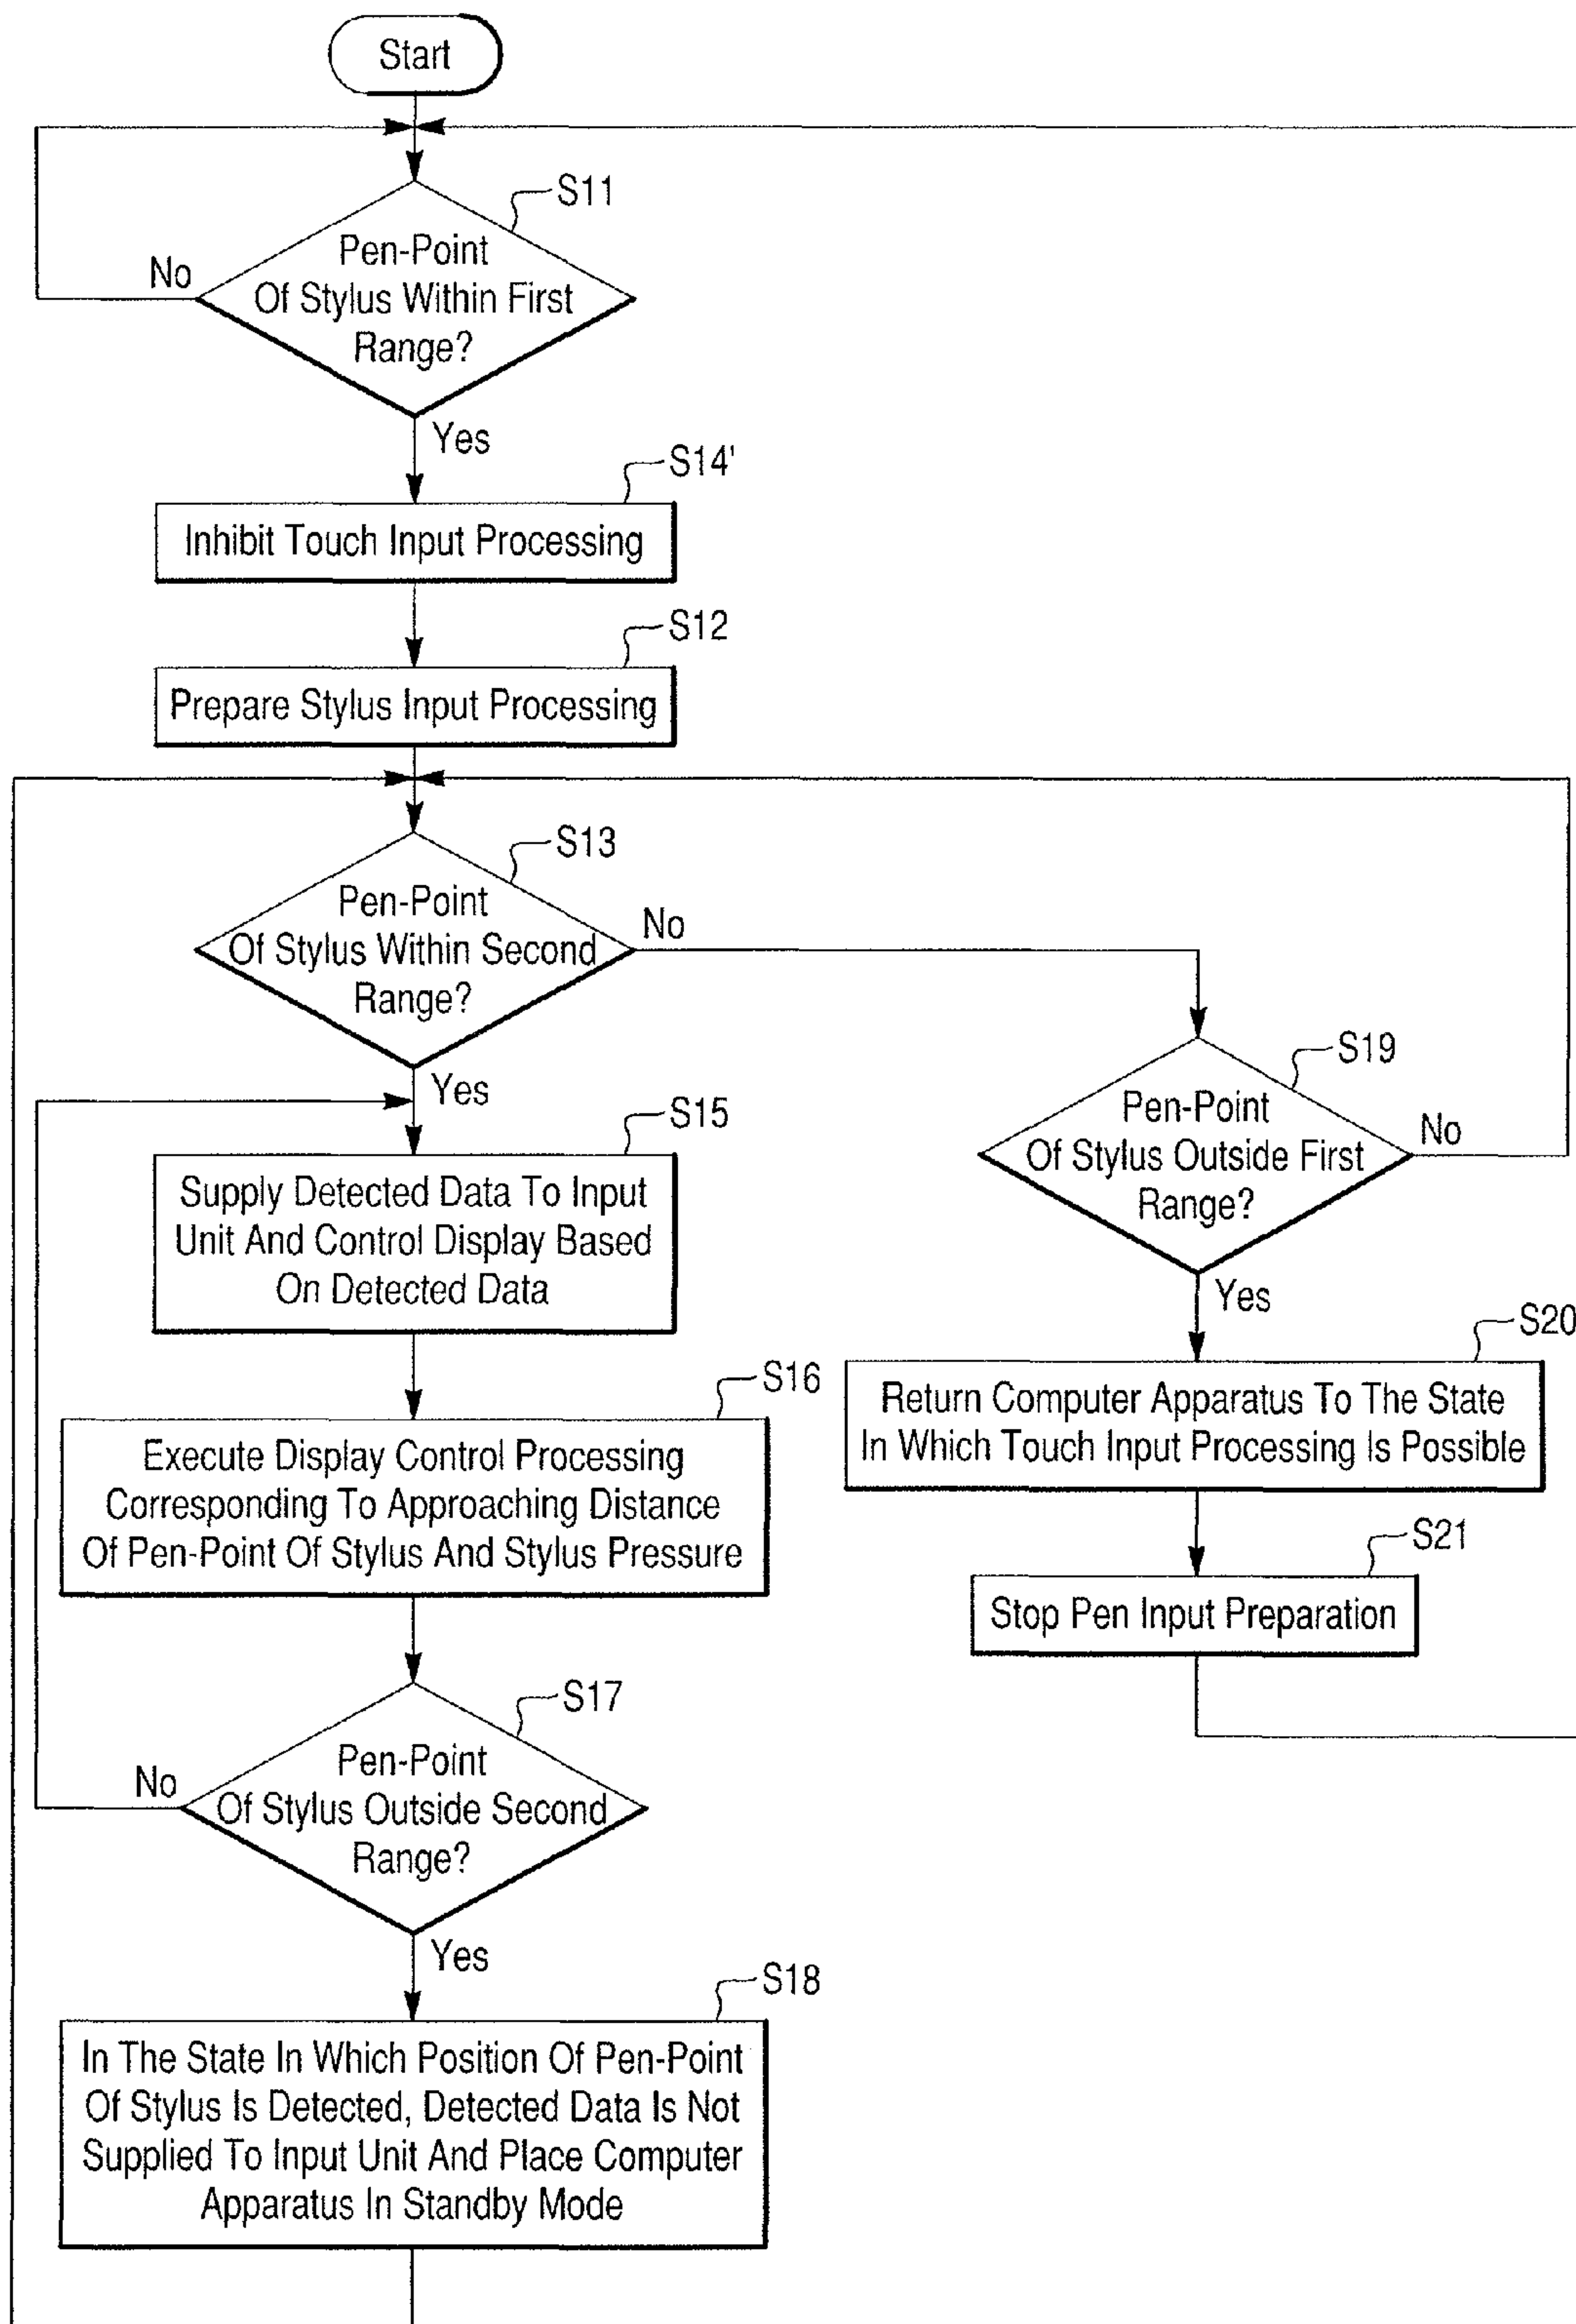 Start
S11
Pen-Point
Of Stylus Within First
Range?
No
Yes
S14'
Inhibit Touch Input Processing
S12
Prepare Stylus Input Processing
S13
Pen-Point
Of Stylus Within Second
Range?
No
Yes
S15
Supply Detected Data To Input
Unit And Control Display Based
On Detected Data
S16
Execute Display Control Processing
Corresponding To Approaching Distance
Of Pen-Point Of Stylus And Stylus Pressure
S17
Pen-Point
Of Stylus Outside Second
Range?
No
Yes
S18
In The State In Which Position Of Pen-Point
Of Stylus Is Detected, Detected Data Is Not
Supplied To Input Unit And Place Computer
Apparatus In Standby Mode
S19
Pen-Point
Of Stylus Outside First
Range?
No
Yes
S20
Return Computer Apparatus To The State
In Which Touch Input Processing Is Possible
S21
Stop Pen Input Preparation